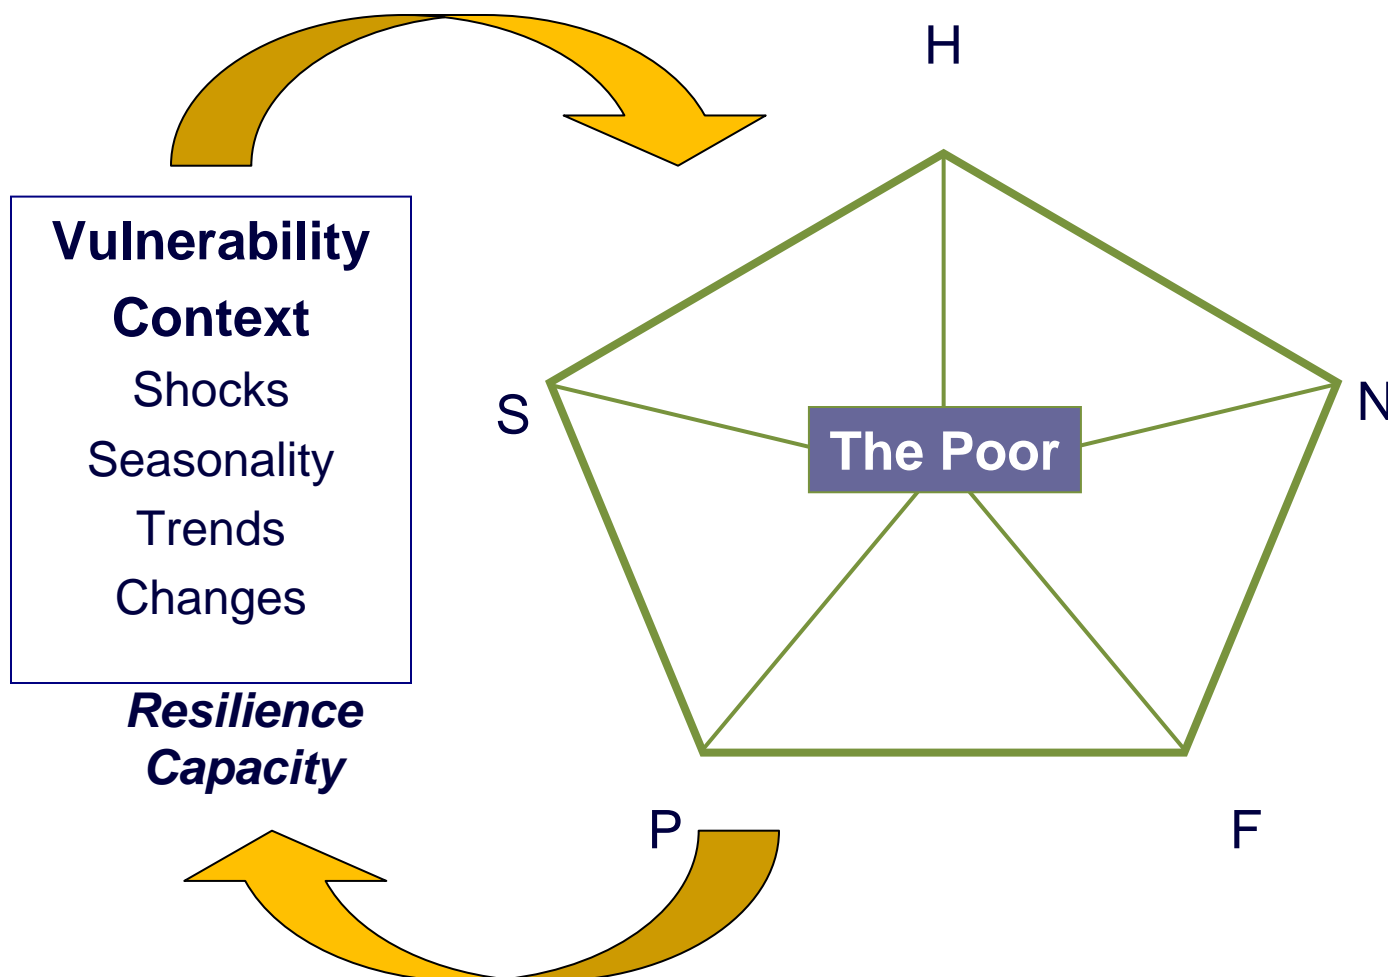 H
Vulnerability
Context
Shocks
Seasonality
Trends
Changes
Resilience
Capacity
S
The Poor
N
P
F